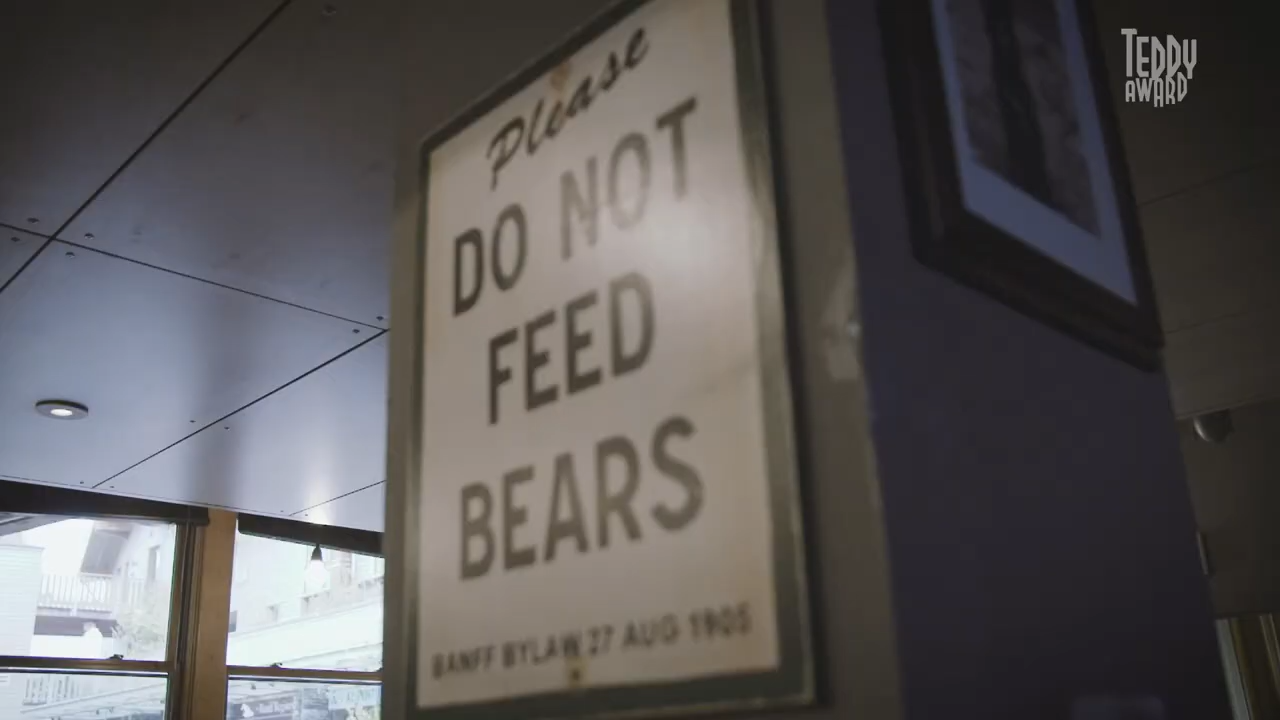 Please
DO NOT
FEED
BEARS
BANFF BYLAW 27 AUG 1905
TEDDY
AWARD